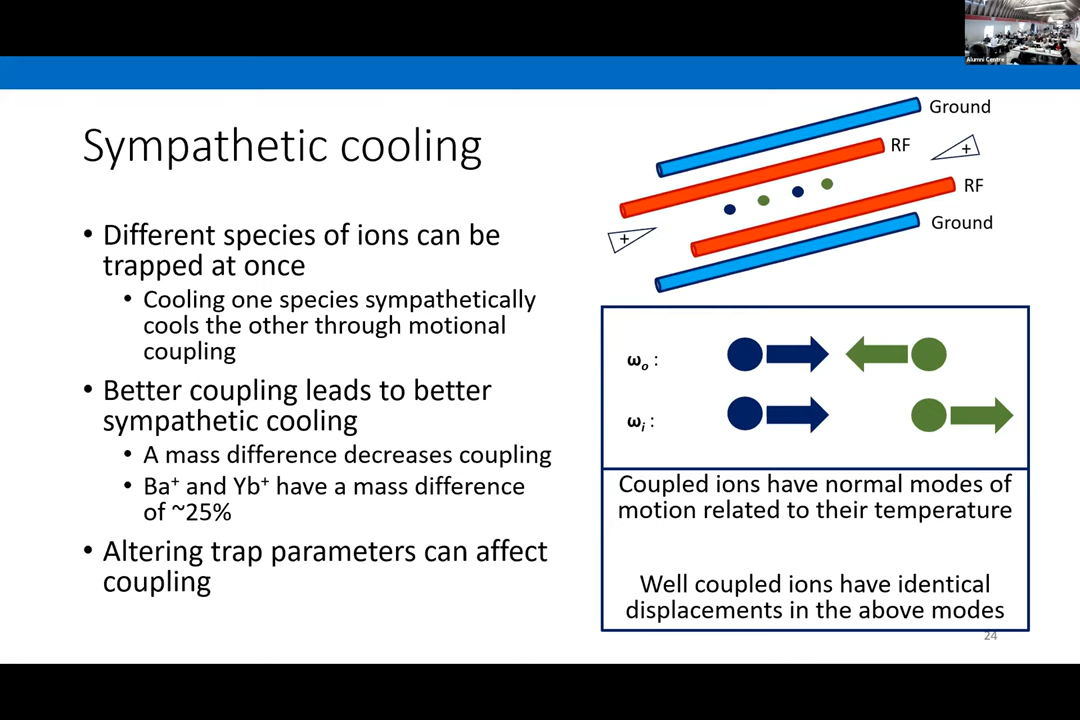 Alumni Centre
Sympathetic cooling
• Different species of ions can be
trapped at once
• Cooling one species sympathetically
cools the other through motional
coupling
• Better coupling leads to better
sympathetic cooling
• A mass difference decreases coupling
• Ba⁺ and Yb⁺ have a mass difference
of ~25%
• Altering trap parameters can affect
coupling
Ground
RF
+
RF
Ground
+
ωₒ :
ωᵢ :
Coupled ions have normal modes of
motion related to their temperature
Well coupled ions have identical
displacements in the above modes
24